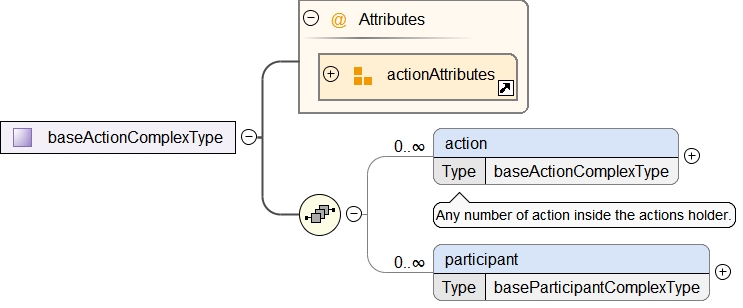 @ Attributes
actionAttributes
baseActionComplexType
0..∞
action
Type baseActionComplexType
Any number of action inside the actions holder.
0..∞
participant
Type baseParticipantComplexType